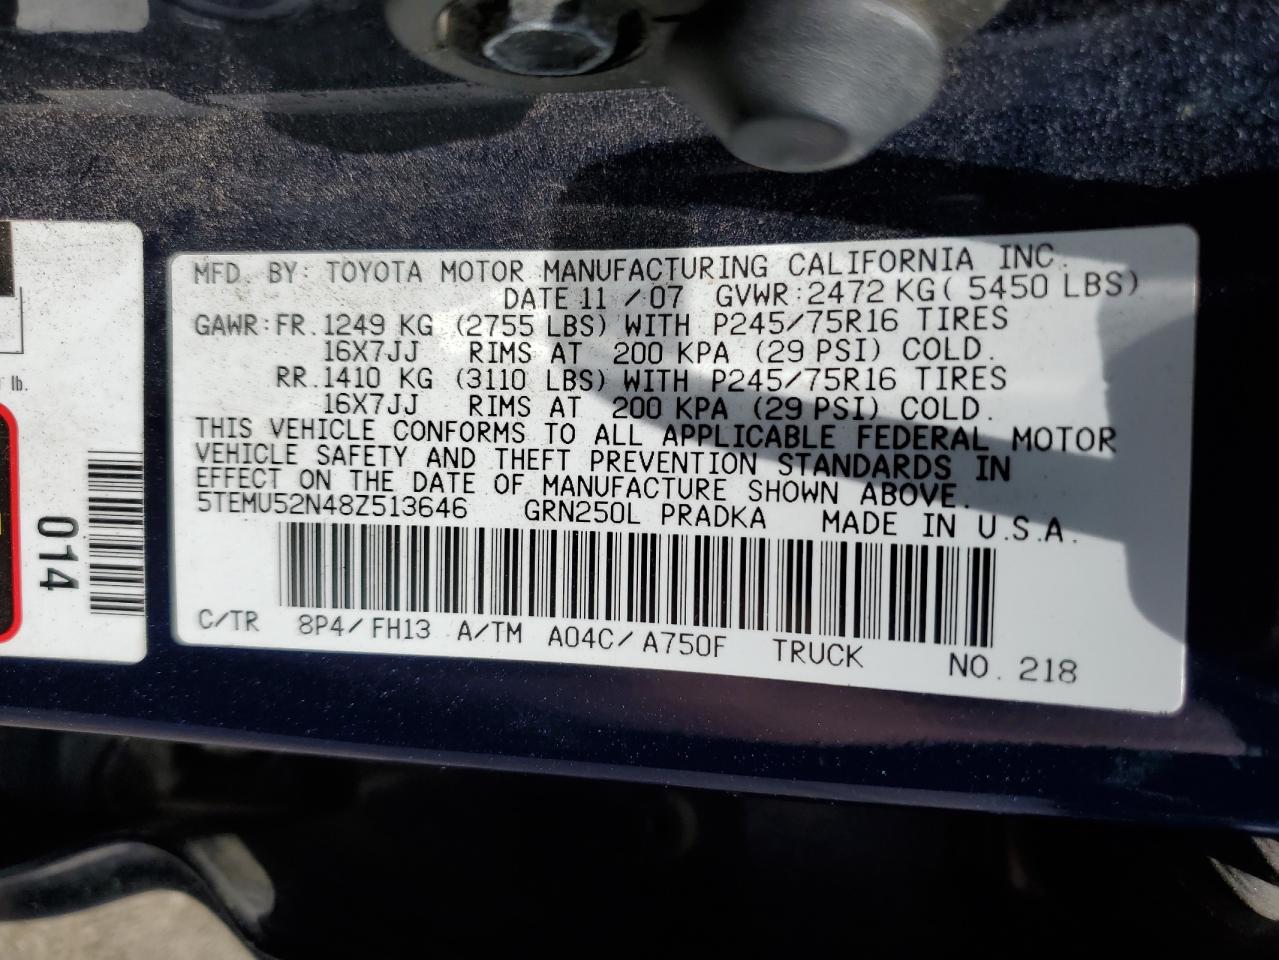 MFD. BY: TOYOTA MOTOR MANUFACTURING CALIFORNIA INC.
DATE 11 /07 GVWR:2472 KG( 5450 LBS)
GAWR:FR.1249 KG (2755 LBS) WITH P245/75R16 TIRES
16X7JJ RIMS AT 200 KPA (29 PSI) COLD.
RR.1410 KG (3110 LBS) WITH P245/75R16 TIRES
16X7JJ RIMS AT 200 KPA (29 PSI) COLD.
THIS VEHICLE CONFORMS TO ALL APPLICABLE FEDERAL MOTOR
VEHICLE SAFETY AND THEFT PREVENTION STANDARDS IN
EFFECT ON THE DATE OF MANUFACTURE SHOWN ABOVE.
5TEMU52N48Z513646 GRN250L PRADKA MADE IN U.S.A.
C/TR 8P4/FH13 A/TM A04C/A750F TRUCK NO. 218
lb.
014